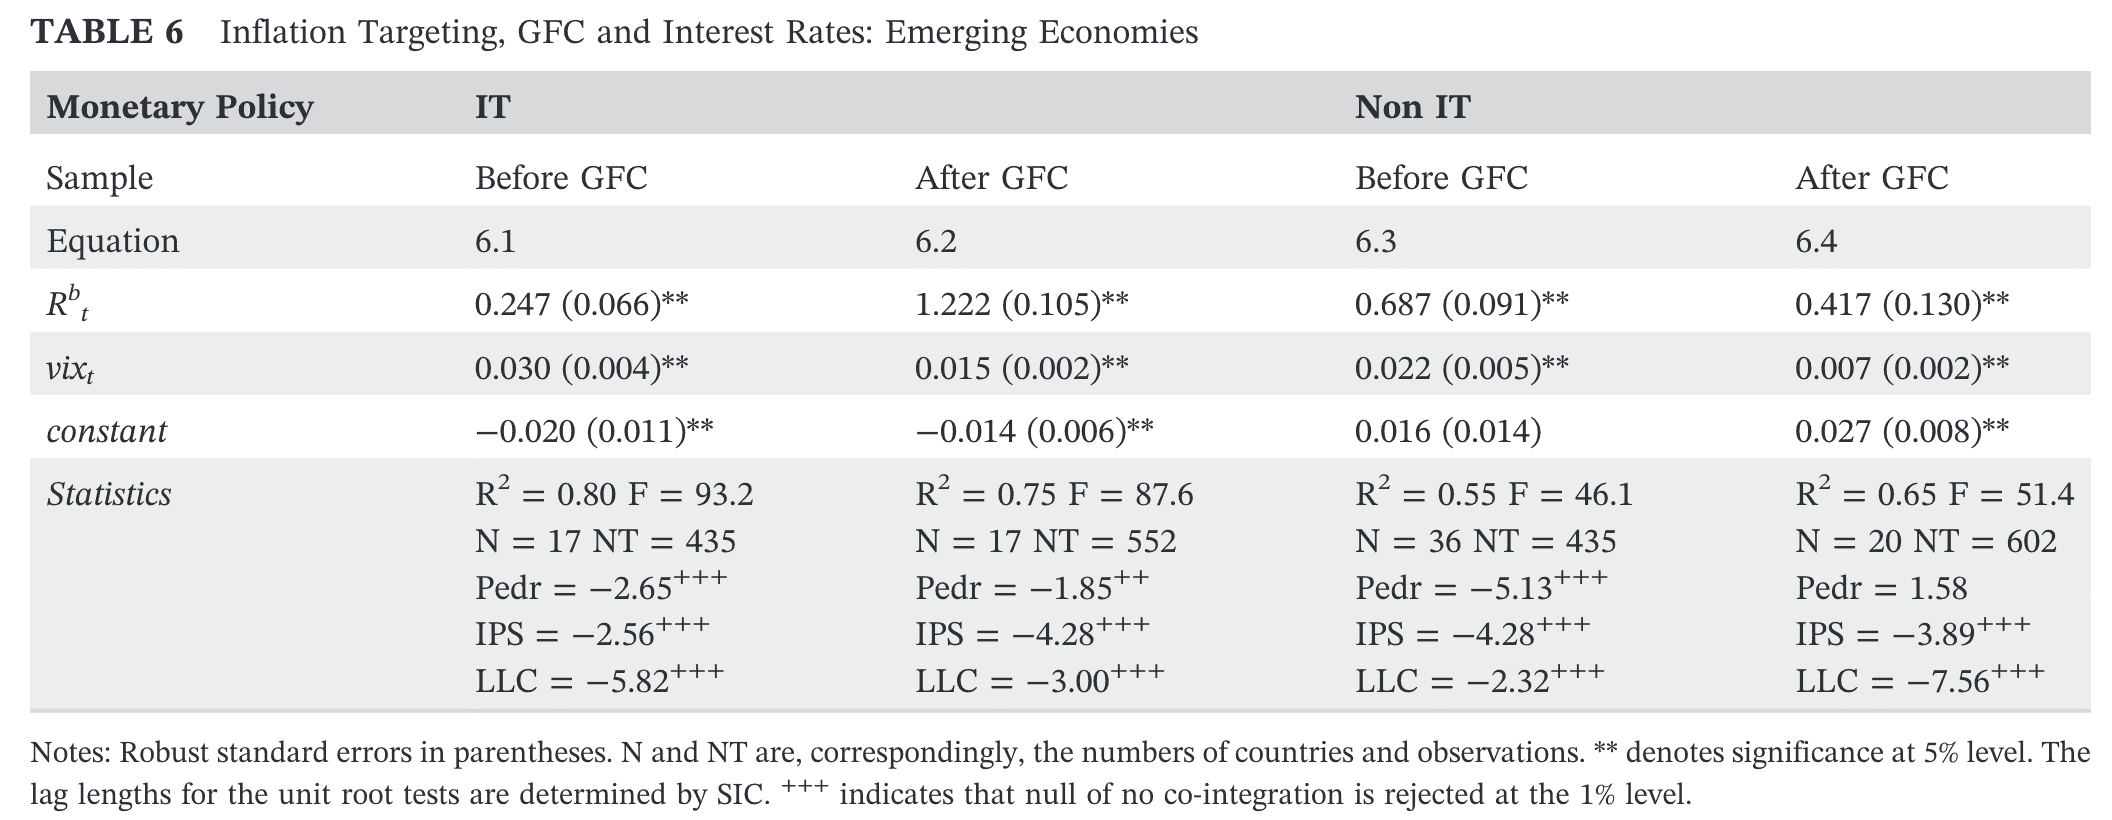 TABLE 6 Inflation Targeting, GFC and Interest Rates: Emerging Economies
Monetary Policy IT Non IT
Sample Before GFC After GFC Before GFC After GFC
Equation 6.1 6.2 6.3 6.4
R^b_t 0.247 (0.066)** 1.222 (0.105)** 0.687 (0.091)** 0.417 (0.130)**
vix_t 0.030 (0.004)** 0.015 (0.002)** 0.022 (0.005)** 0.007 (0.002)**
constant −0.020 (0.011)** −0.014 (0.006)** 0.016 (0.014) 0.027 (0.008)**
Statistics R² = 0.80 F = 93.2 R² = 0.75 F = 87.6 R² = 0.55 F = 46.1 R² = 0.65 F = 51.4
N = 17 NT = 435 N = 17 NT = 552 N = 36 NT = 435 N = 20 NT = 602
Pedr = −2.65+++ Pedr = −1.85++ Pedr = −5.13+++ Pedr = 1.58
IPS = −2.56+++ IPS = −4.28+++ IPS = −4.28+++ IPS = −3.89+++
LLC = −5.82+++ LLC = −3.00+++ LLC = −2.32+++ LLC = −7.56+++
Notes: Robust standard errors in parentheses. N and NT are, correspondingly, the numbers of countries and observations. ** denotes significance at 5% level. The
lag lengths for the unit root tests are determined by SIC. +++ indicates that null of no co-integration is rejected at the 1% level.